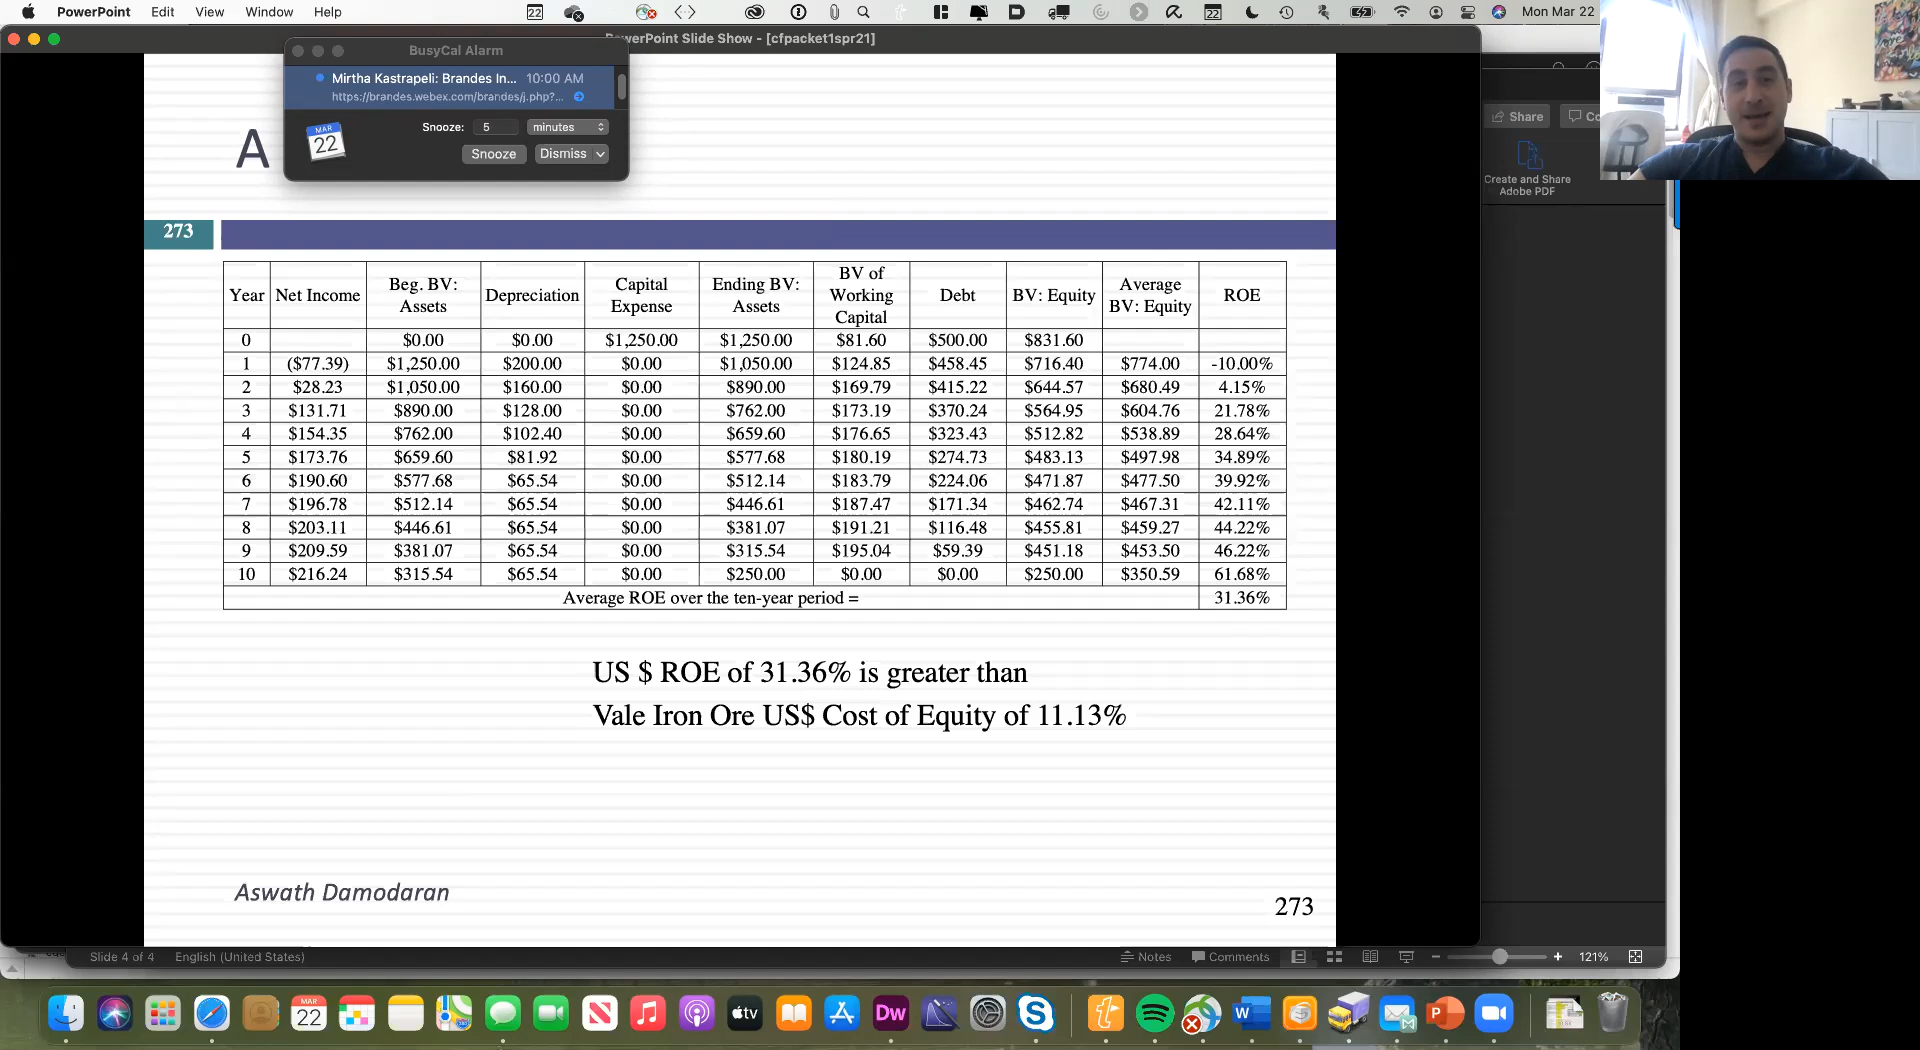 PowerPoint Edit View Window Help
22
22
Mon Mar 22
PowerPoint Slide Show - [cfpacket1spr21]
BusyCal Alarm
Mirtha Kastrapeli: Brandes In... 10:00 AM
https://brandes.webex.com/brandes/j.php?...
MAR
22
Snooze: 5 minutes
Snooze Dismiss
A
Share
Create and Share
Adobe PDF
273
Year Net Income Beg. BV: Assets Depreciation Capital Expense Ending BV: Assets BV of Working Capital Debt BV: Equity Average BV: Equity ROE
0 $0.00 $0.00 $1,250.00 $1,250.00 $81.60 $500.00 $831.60
1 ($77.39) $1,250.00 $200.00 $0.00 $1,050.00 $124.85 $458.45 $716.40 $774.00 -10.00%
2 $28.23 $1,050.00 $160.00 $0.00 $890.00 $169.79 $415.22 $644.57 $680.49 4.15%
3 $131.71 $890.00 $128.00 $0.00 $762.00 $173.19 $370.24 $564.95 $604.76 21.78%
4 $154.35 $762.00 $102.40 $0.00 $659.60 $176.65 $323.43 $512.82 $538.89 28.64%
5 $173.76 $659.60 $81.92 $0.00 $577.68 $180.19 $274.73 $483.13 $497.98 34.89%
6 $190.60 $577.68 $65.54 $0.00 $512.14 $183.79 $224.06 $471.87 $477.50 39.92%
7 $196.78 $512.14 $65.54 $0.00 $446.61 $187.47 $171.34 $462.74 $467.31 42.11%
8 $203.11 $446.61 $65.54 $0.00 $381.07 $191.21 $116.48 $455.81 $459.27 44.22%
9 $209.59 $381.07 $65.54 $0.00 $315.54 $195.04 $59.39 $451.18 $453.50 46.22%
10 $216.24 $315.54 $65.54 $0.00 $250.00 $0.00 $0.00 $250.00 $350.59 61.68%
Average ROE over the ten-year period = 31.36%
US $ ROE of 31.36% is greater than
Vale Iron Ore US$ Cost of Equity of 11.13%
Aswath Damodaran
273
Slide 4 of 4 English (United States) Notes Comments 121%
MAR
22
tv
Dw